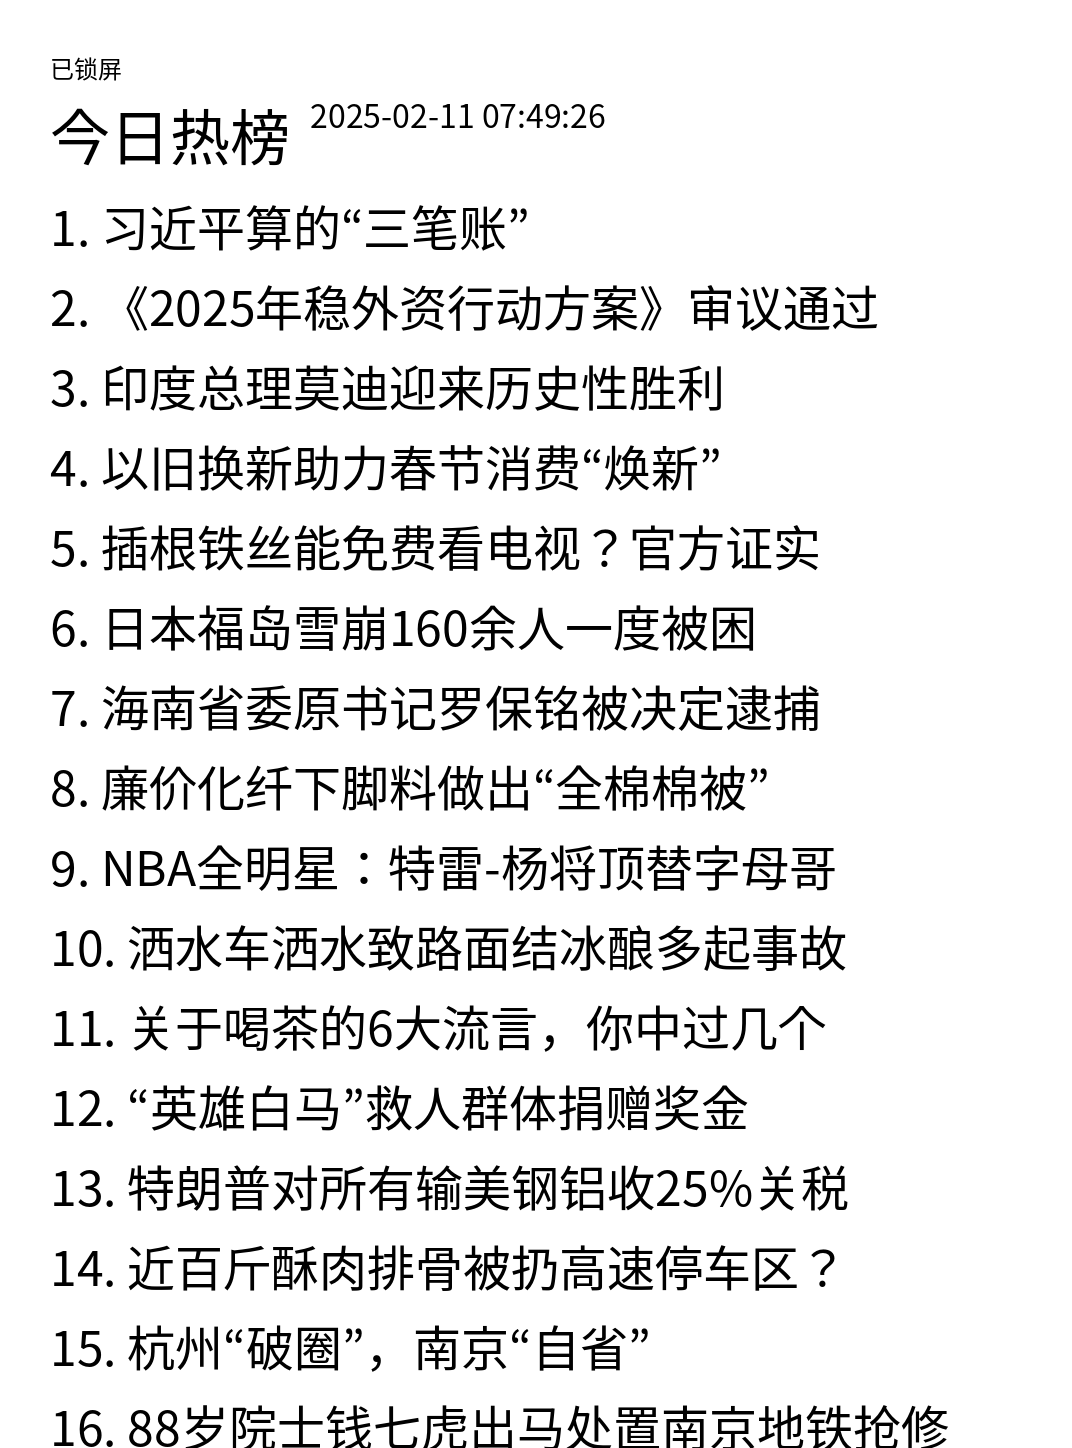 已锁屏
今日热榜 2025-02-11 07:49:26
1. 习近平算的“三笔账”
2. 《2025年稳外资行动方案》审议通过
3. 印度总理莫迪迎来历史性胜利
4. 以旧换新助力春节消费“焕新”
5. 插根铁丝能免费看电视？官方证实
6. 日本福岛雪崩160余人一度被困
7. 海南省委原书记罗保铭被决定逮捕
8. 廉价化纤下脚料做出“全棉棉被”
9. NBA全明星：特雷-杨将顶替字母哥
10. 洒水车洒水致路面结冰酿多起事故
11. 关于喝茶的6大流言，你中过几个
12. “英雄白马”救人群体捐赠奖金
13. 特朗普对所有输美钢铝收25%关税
14. 近百斤酥肉排骨被扔高速停车区？
15. 杭州“破圈”，南京“自省”
16. 88岁院士钱七虎出马处置南京地铁抢修